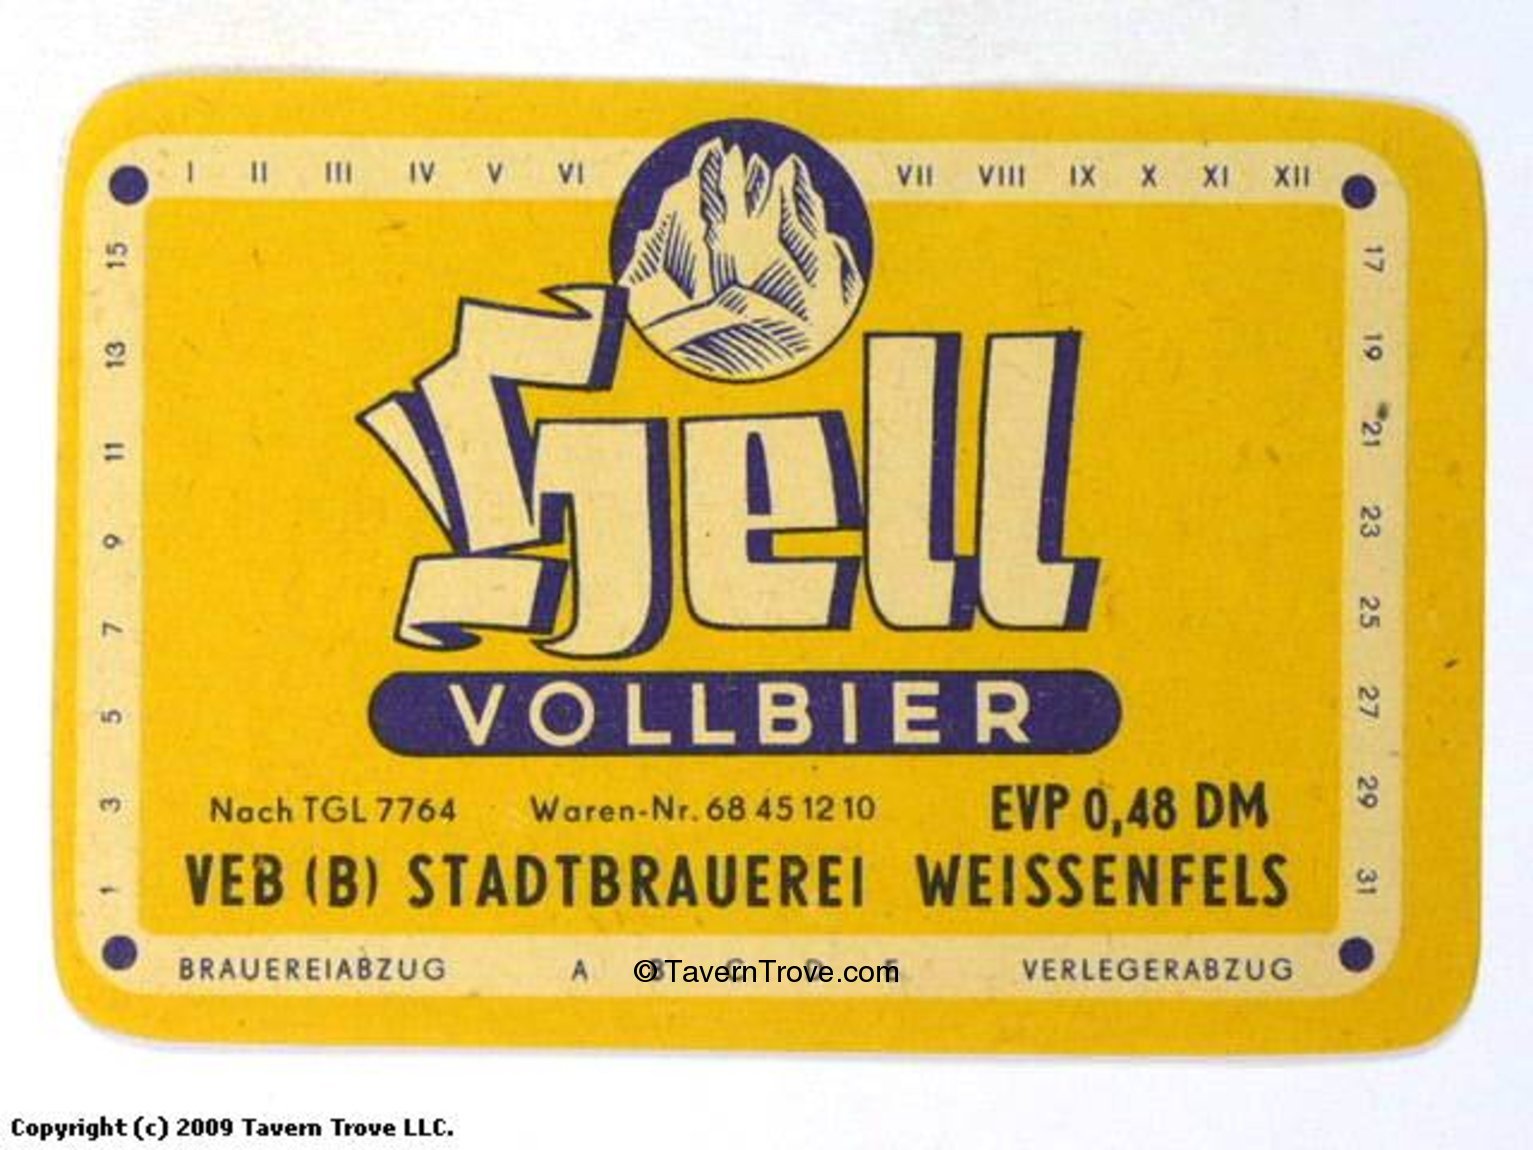 I II III IV V VI VII VIII IX X XI XII
15 13 11 9 7 5 3 1
17 19 21 23 25 27 29 31
Hell
VOLLBIER
Nach TGL 7764 Waren-Nr. 68 45 12 10 EVP 0,48 DM
VEB (B) STADTBRAUEREI WEISSENFELS
BRAUEREIABZUG A B C D E VERLEGERABZUG
©TavernTrove.com
Copyright (c) 2009 Tavern Trove LLC.